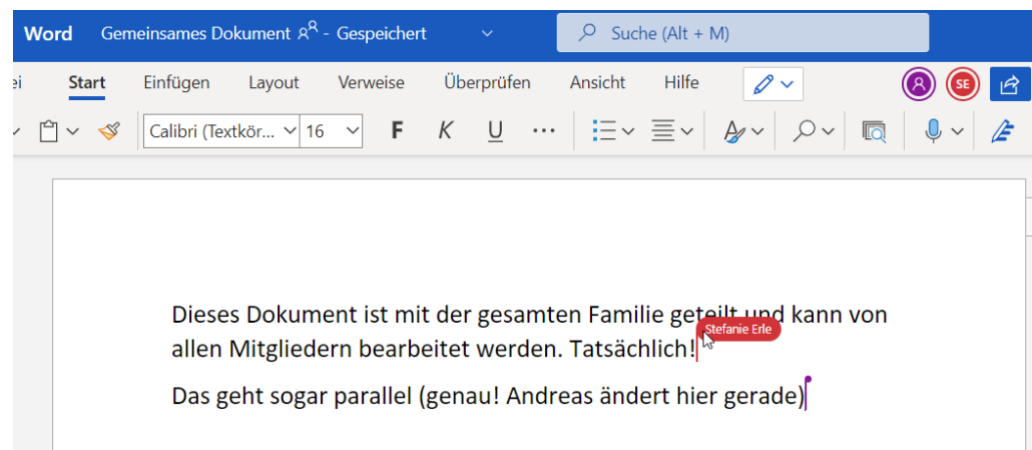 Word Gemeinsames Dokument - Gespeichert Suche (Alt + M)
ei Start Einfügen Layout Verweise Überprüfen Ansicht Hilfe SE
Calibri (Textkör... 16 F K U ...
Dieses Dokument ist mit der gesamten Familie geteilt und kann von
Stefanie Erle
allen Mitgliedern bearbeitet werden. Tatsächlich!
Das geht sogar parallel (genau! Andreas ändert hier gerade)